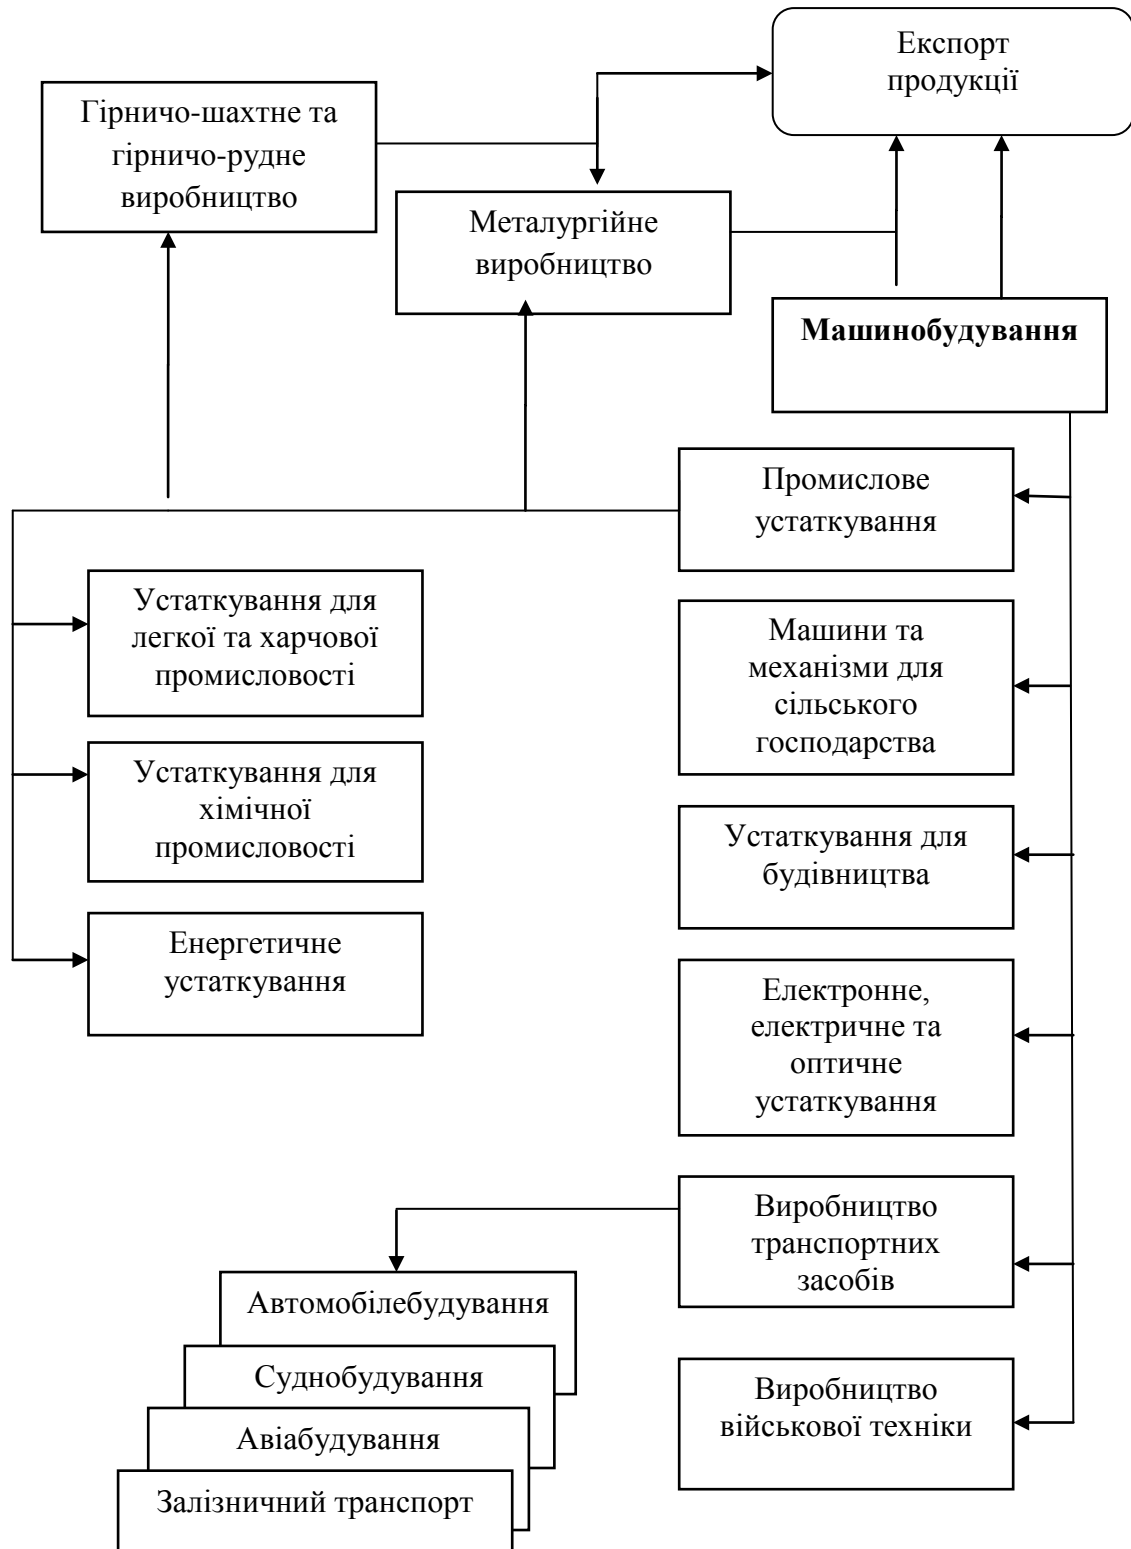 Експорт
продукції
Гірничо-шахтне та
гірничо-рудне
виробництво
Металургійне
виробництво
Машинобудування
Промислове
устаткування
Устаткування для
легкої та харчової
промисловості
Машини та
механізми для
сільського
господарства
Устаткування для
хімічної
промисловості
Устаткування для
будівництва
Енергетичне
устаткування
Електронне,
електричне та
оптичне
устаткування
Виробництво
транспортних
засобів
Автомобілебудування
Суднобудування
Авіабудування
Залізничний транспорт
Виробництво
військової техніки